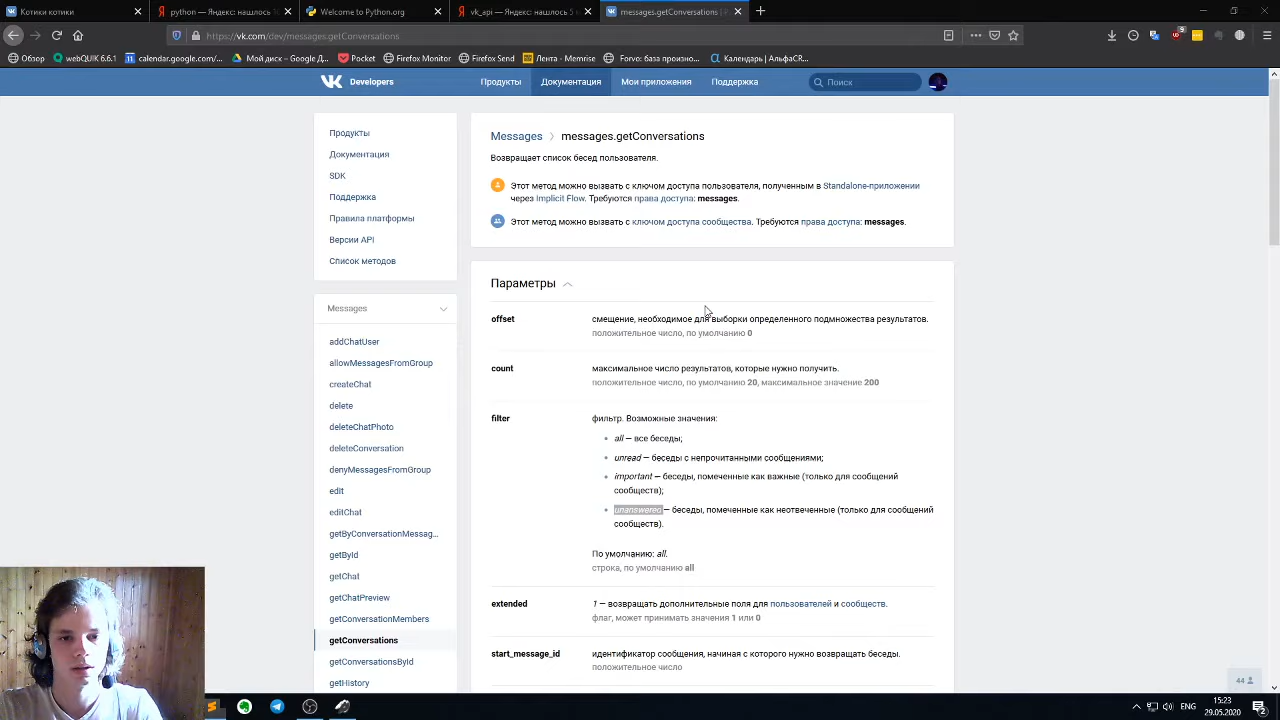 Котики котики
python — Яндекс: нашлось 16
Welcome to Python.org
vk_api — Яндекс: нашлось 5
messages.getConversations |
https://vk.com/dev/messages.getConversations
Обзор
webQUIK 6.6.1
calendar.google.com/...
Мой диск – Google Д...
Pocket
Firefox Monitor
Firefox Send
Лента - Memrise
Forvo: база произно...
Календарь | АльфаCR...
Developers
Продукты
Документация
Мои приложения
Поддержка
Поиск
Продукты
Документация
SDK
Поддержка
Правила платформы
Версии API
Список методов
Messages
addChatUser
allowMessagesFromGroup
createChat
delete
deleteChatPhoto
deleteConversation
denyMessagesFromGroup
edit
editChat
getByConversationMessag...
getById
getChat
getChatPreview
getConversationMembers
getConversations
getConversationsById
getHistory
Messages
messages.getConversations
Возвращает список бесед пользователя.
Этот метод можно вызвать с ключом доступа пользователя, полученным в Standalone-приложении
через Implicit Flow. Требуются права доступа: messages.
Этот метод можно вызвать с ключом доступа сообщества. Требуются права доступа: messages.
Параметры
offset
смещение, необходимое для выборки определенного подмножества результатов.
положительное число, по умолчанию 0
count
максимальное число результатов, которые нужно получить.
положительное число, по умолчанию 20, максимальное значение 200
filter
фильтр. Возможные значения:
all — все беседы;
unread — беседы с непрочитанными сообщениями;
important — беседы, помеченные как важные (только для сообщений
сообществ);
unanswered — беседы, помеченные как неотвеченные (только для сообщений
сообществ).
По умолчанию: all.
строка, по умолчанию all
extended
1 — возвращать дополнительные поля для пользователей и сообществ.
флаг, может принимать значения 1 или 0
start_message_id
идентификатор сообщения, начиная с которого нужно возвращать беседы.
положительное число
44
ENG
15:23
29.05.2020